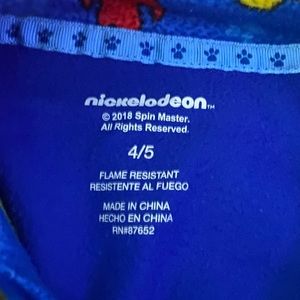 nickelodeon™
© 2018 Spin Master.
All Rights Reserved.
4/5
FLAME RESISTANT
RESISTENTE AL FUEGO
MADE IN CHINA
HECHO EN CHINA
RN#87652